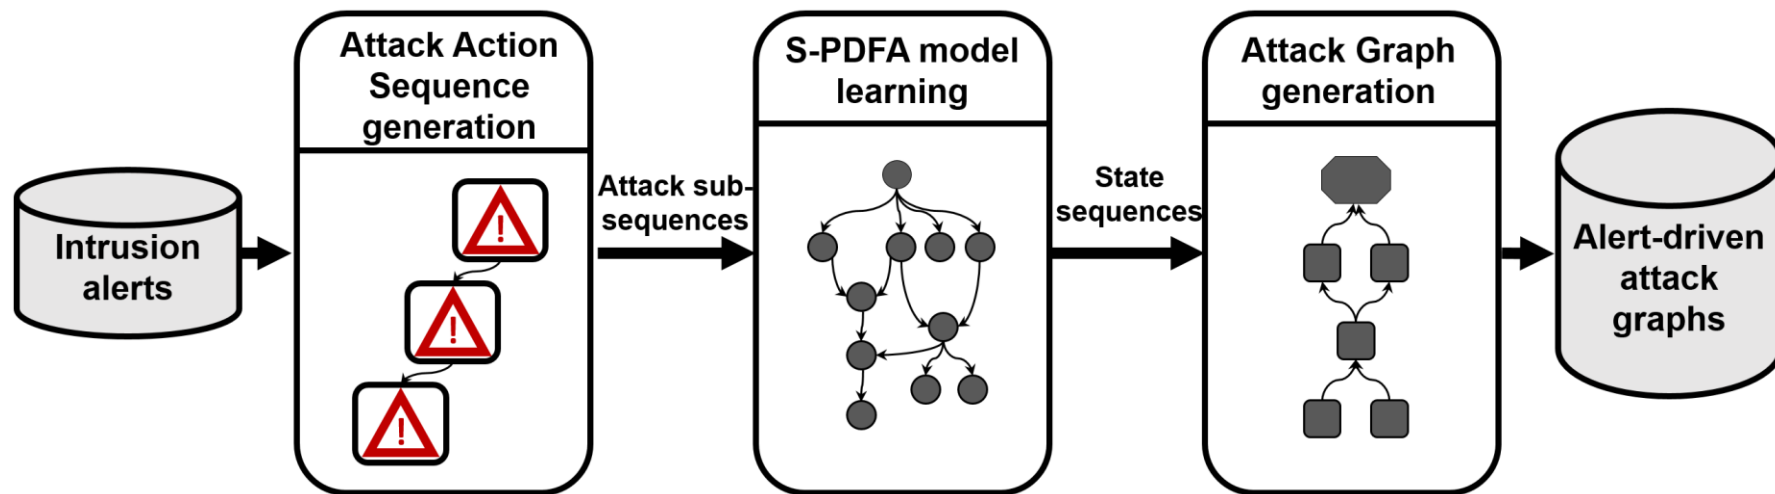 Intrusion
alerts
Attack Action
Sequence
generation
!
!
!
Attack sub-
sequences
S-PDFA model
learning
State
sequences
Attack Graph
generation
Alert-driven
attack
graphs